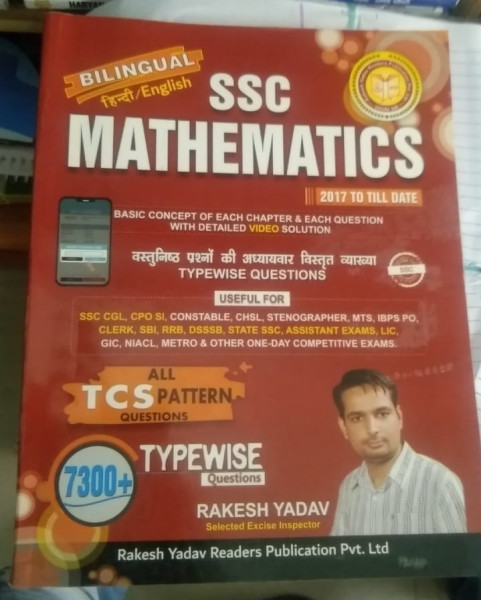 HARYAN
BILINGUAL
हिन्दी/English
SSC
MATHEMATICS
2017 TO TILL DATE
BASIC CONCEPT OF EACH CHAPTER & EACH QUESTION
WITH DETAILED VIDEO SOLUTION
वस्तुनिष्ठ प्रश्नों की अध्यायवार विस्तृत व्याख्या
TYPEWISE QUESTIONS
SSC
USEFUL FOR
SSC CGL, CPO SI, CONSTABLE, CHSL, STENOGRAPHER, MTS, IBPS PO,
CLERK, SBI, RRB, DSSSB, STATE SSC, ASSISTANT EXAMS, LIC,
GIC, NIACL, METRO & OTHER ONE-DAY COMPETITIVE EXAMS.
ALL
TCS PATTERN
QUESTIONS
7300+
TYPEWISE
Questions
RAKESH YADAV
Selected Excise Inspector
Rakesh Yadav Readers Publication Pvt. Ltd